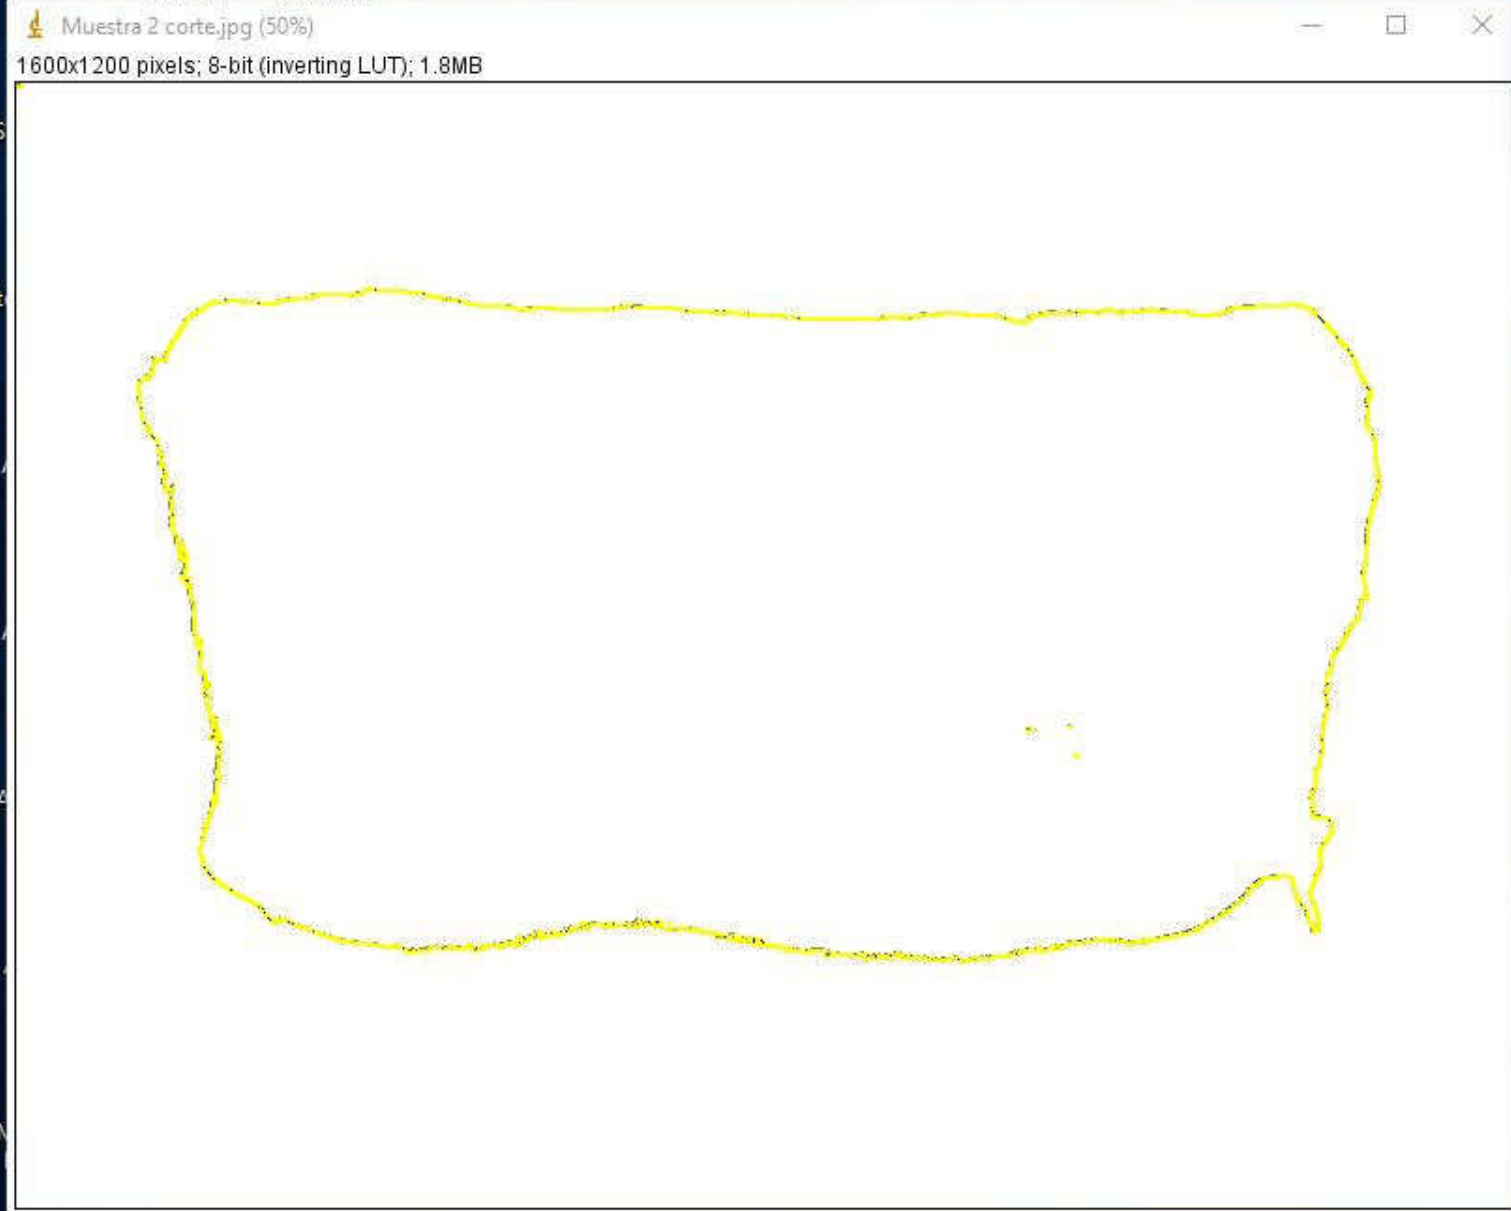 Muestra 2 corte.jpg (50%)
1600x1200 pixels; 8-bit (inverting LUT); 1.8MB